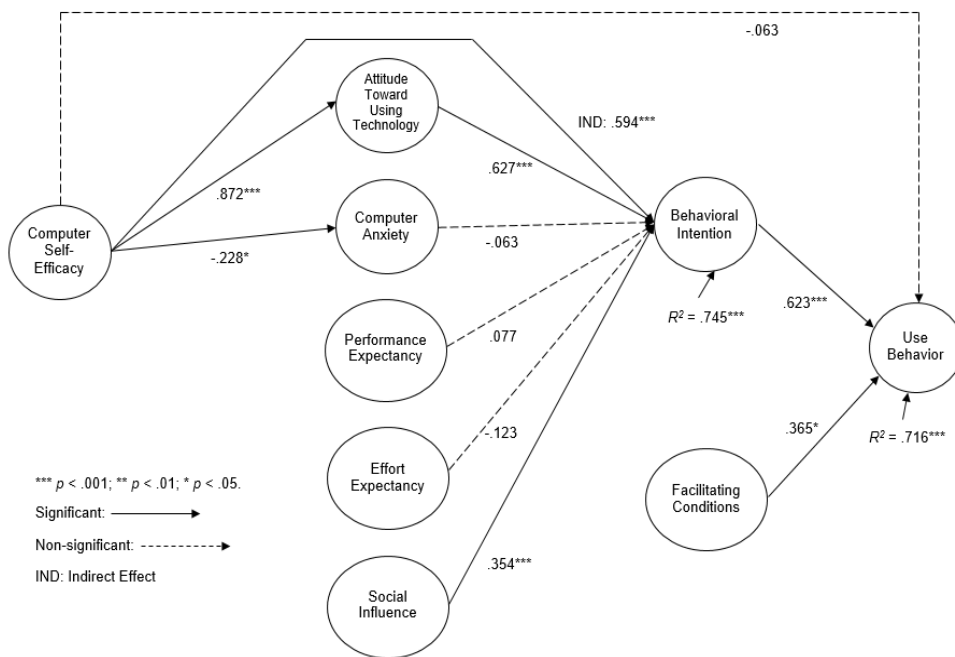 -.063
Attitude
Toward
Using
Technology
IND: .594***
.872***
.627***
Computer
Self-
Efficacy
Computer
Anxiety
Behavioral
Intention
-.228*
-.063
R² = .745***
.623***
Performance
Expectancy
.077
Use
Behavior
-.123
.365*
R² = .716***
Effort
Expectancy
Facilitating
Conditions
*** p < .001; ** p < .01; * p < .05.
Significant:
Non-significant:
IND: Indirect Effect
.354***
Social
Influence